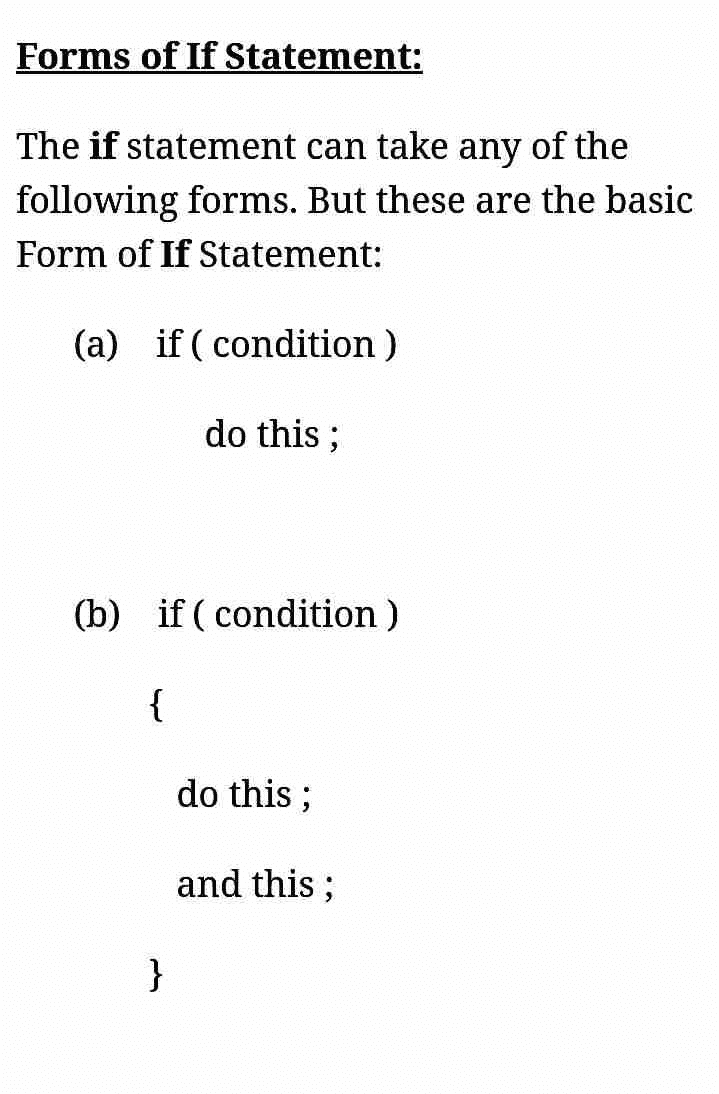 Forms of If Statement:
The if statement can take any of the
following forms. But these are the basic
Form of If Statement:
(a) if ( condition )
do this ;
(b) if ( condition )
{
do this ;
and this ;
}